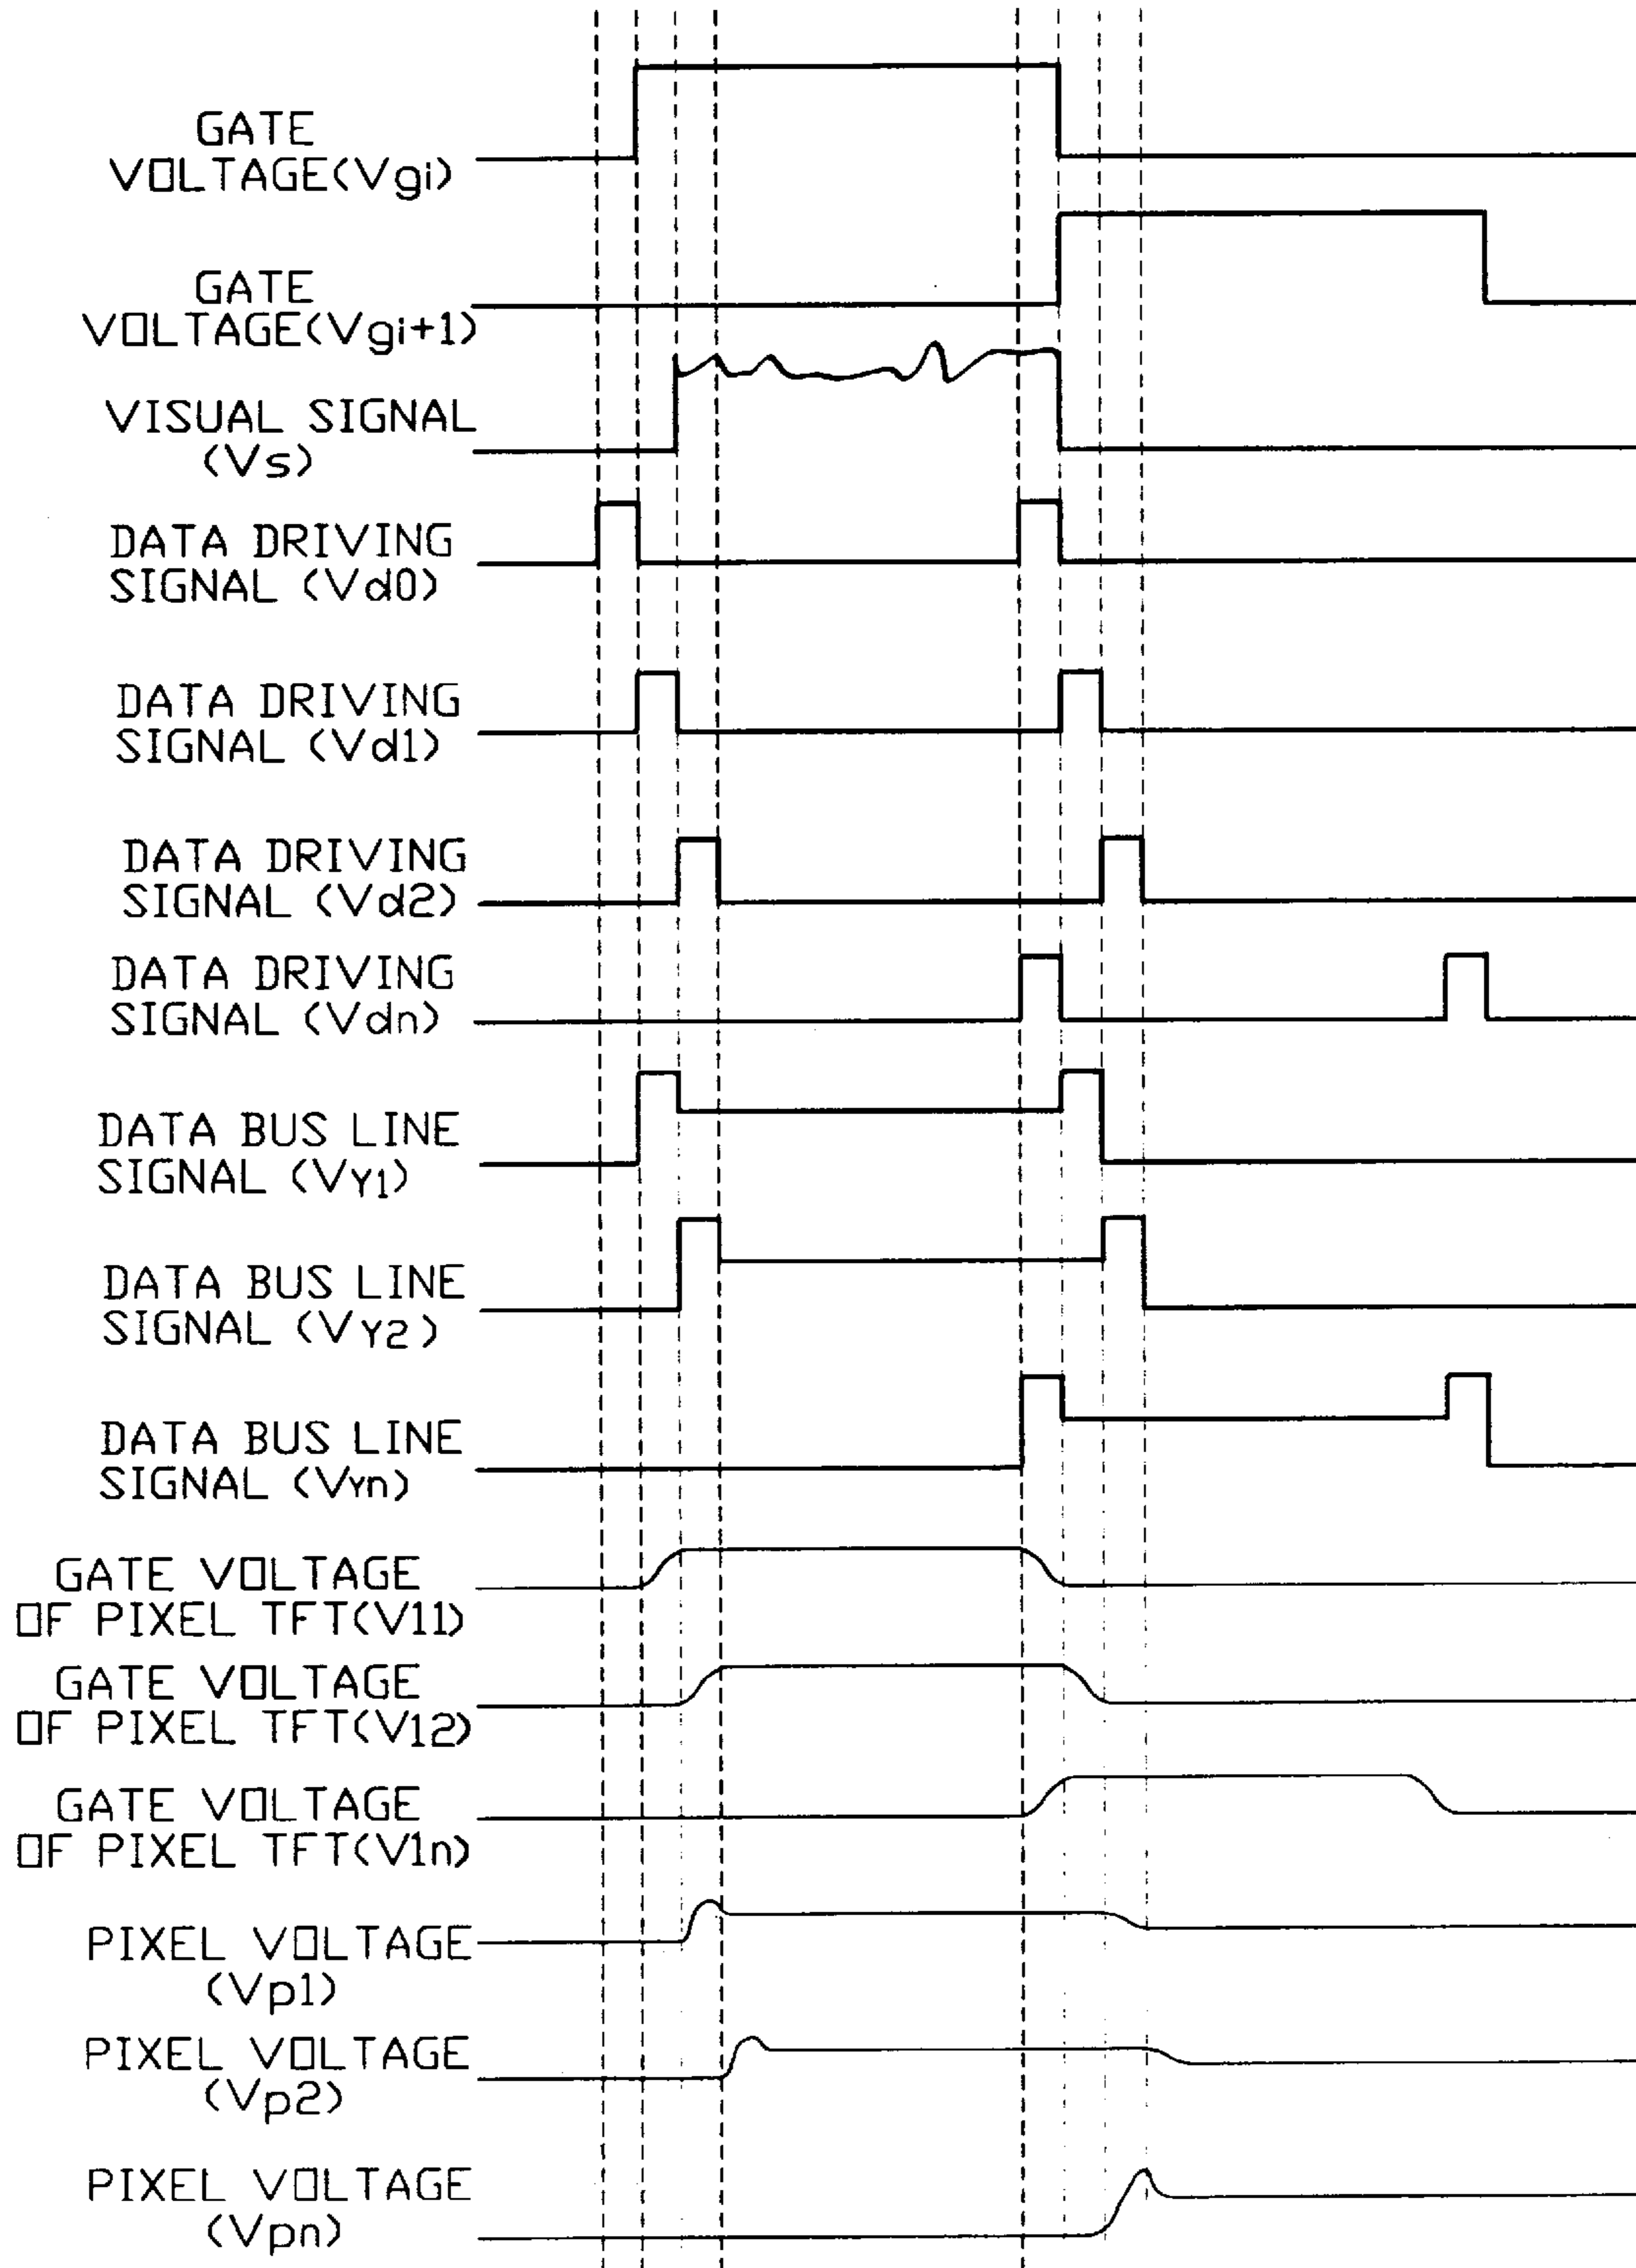 GATE
VOLTAGE(Vgi)
GATE
VOLTAGE(Vgi+1)
VISUAL SIGNAL
(Vs)
DATA DRIVING
SIGNAL (Vd0)
DATA DRIVING
SIGNAL (Vd1)
DATA DRIVING
SIGNAL (Vd2)
DATA DRIVING
SIGNAL (Vdn)
DATA BUS LINE
SIGNAL (VY1)
DATA BUS LINE
SIGNAL (VY2)
DATA BUS LINE
SIGNAL (VYn)
GATE VOLTAGE
OF PIXEL TFT(V11)
GATE VOLTAGE
OF PIXEL TFT(V12)
GATE VOLTAGE
OF PIXEL TFT(V1n)
PIXEL VOLTAGE
(Vp1)
PIXEL VOLTAGE
(Vp2)
PIXEL VOLTAGE
(Vpn)